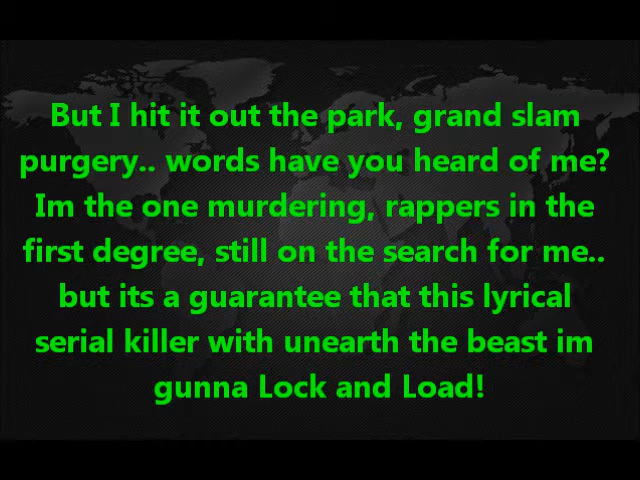 But I hit it out the park, grand slam
purgery.. words have you heard of me?
Im the one murdering, rappers in the
first degree, still on the search for me..
but its a guarantee that this lyrical
serial killer with unearth the beast im
gunna Lock and Load!